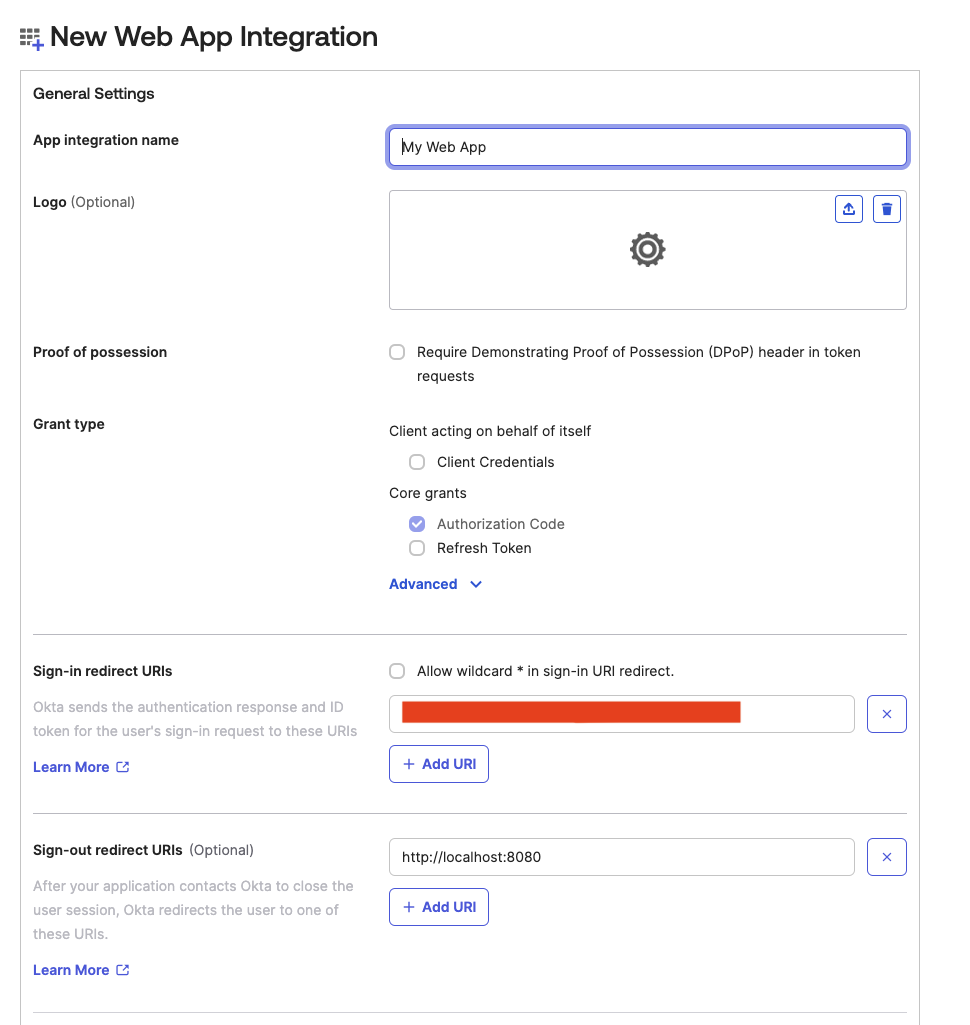 New Web App Integration
General Settings
App integration name
My Web App
Logo (Optional)
Proof of possession
Require Demonstrating Proof of Possession (DPoP) header in token
requests
Grant type
Client acting on behalf of itself
Client Credentials
Core grants
Authorization Code
Refresh Token
Advanced
Sign-in redirect URIs
Allow wildcard * in sign-in URI redirect.
Okta sends the authentication response and ID
token for the user's sign-in request to these URIs
Learn More
+ Add URI
Sign-out redirect URIs (Optional)
http://localhost:8080
After your application contacts Okta to close the
user session, Okta redirects the user to one of
these URIs.
+ Add URI
Learn More